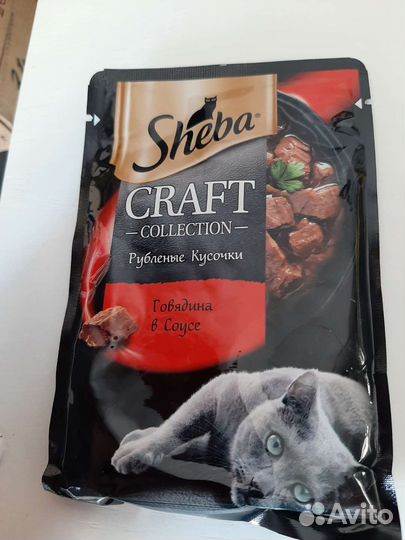 Sheba®
CRAFT
COLLECTION
Рубленые Кусочки
Говядина
в Соусе
Avito